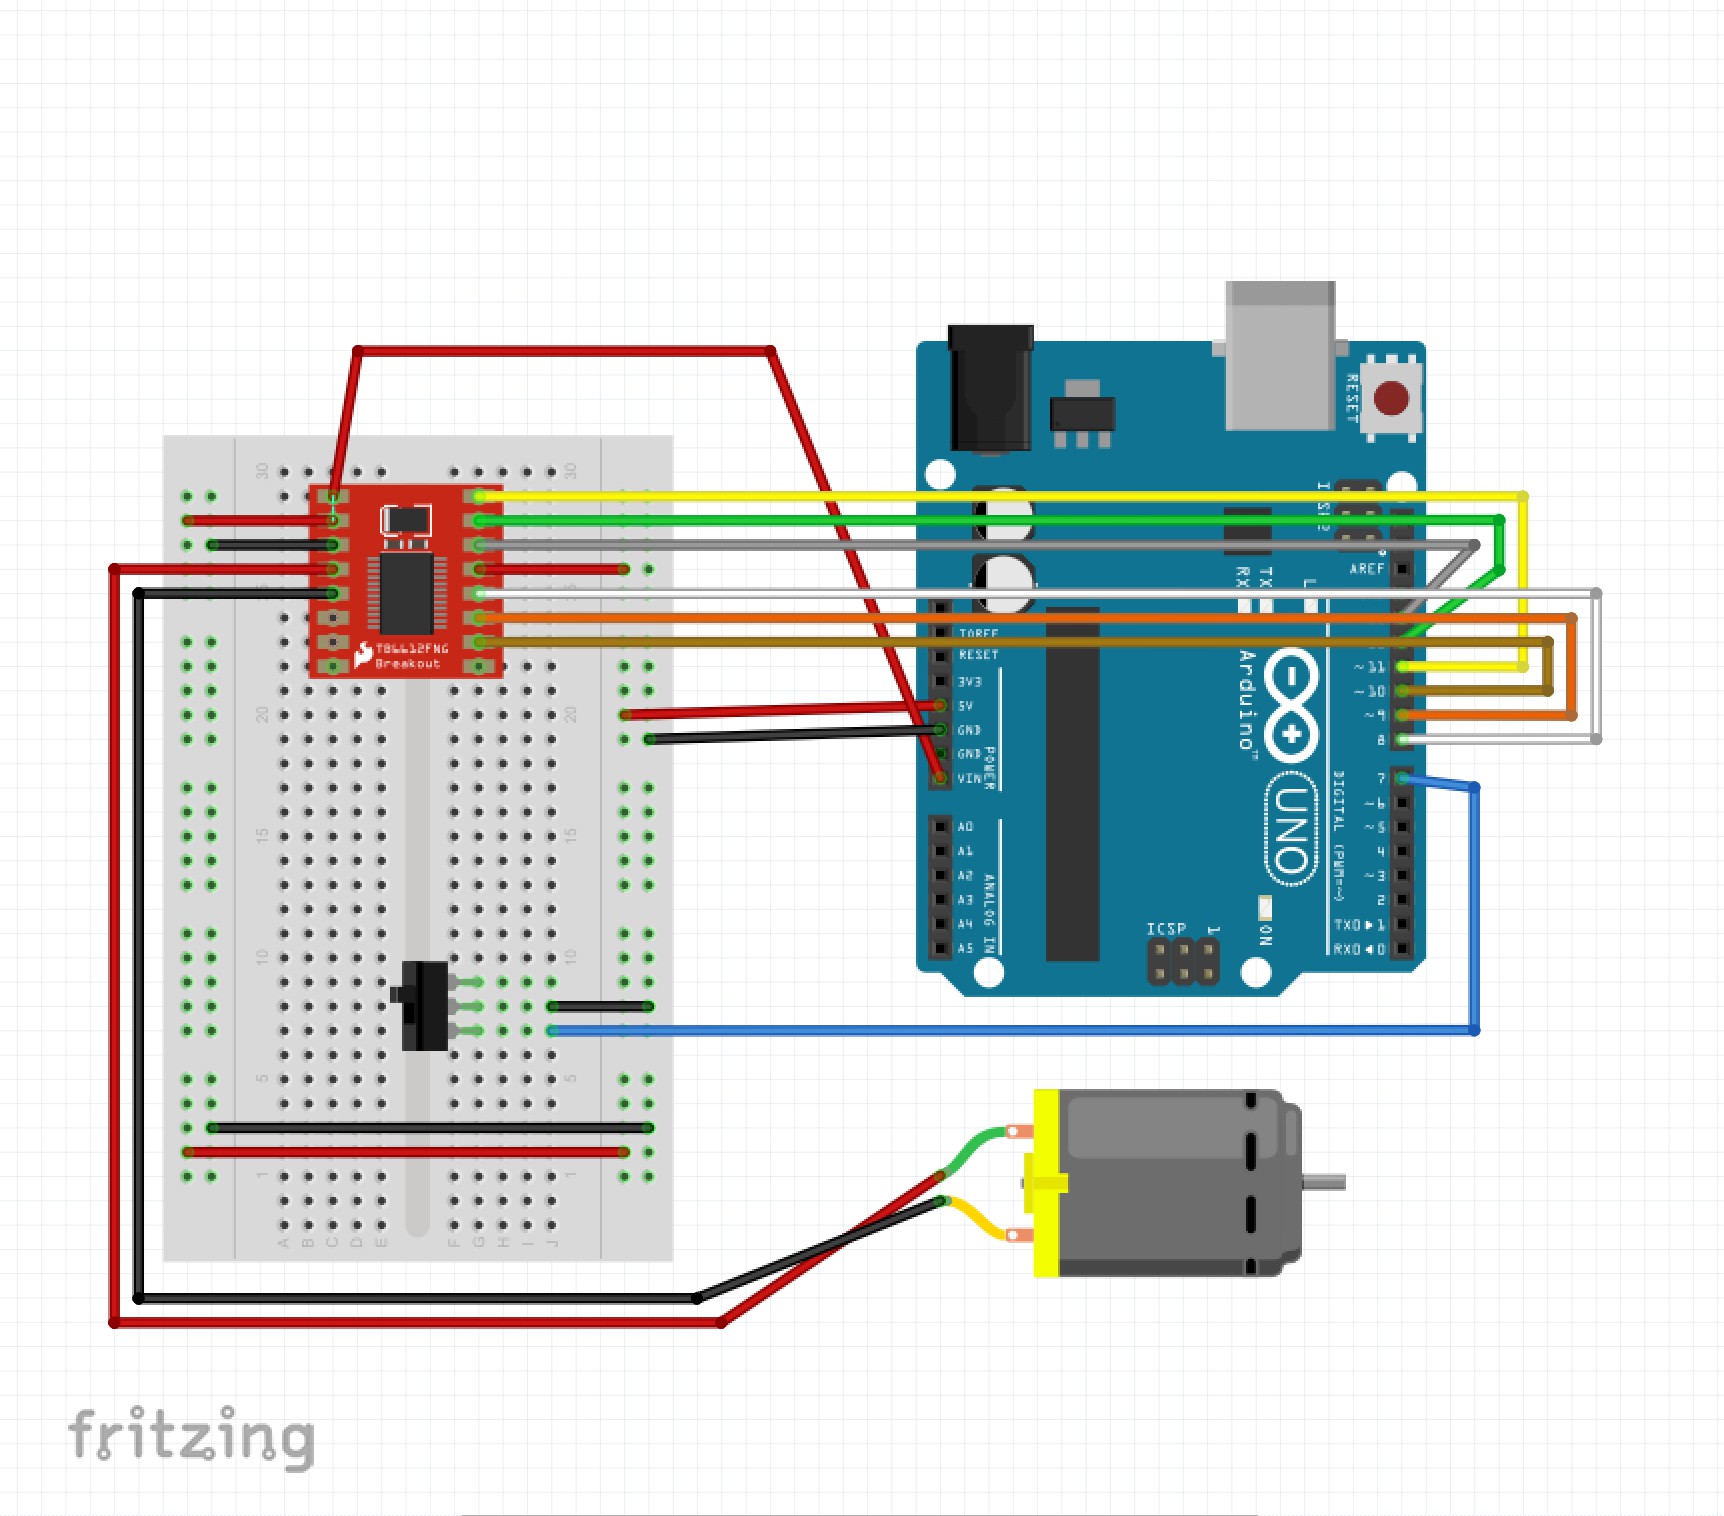 RESET
ICSP2
30
30
AREF
RX
TX
L
IOREF
RESET
TB6612FNG
Breakout
3V3
~11
~10
5V
~9
20
20
GND
8
GND
POWER
VIN
7
Arduino™
UNO
DIGITAL (PWM=~)
~6
A0
~5
15
15
A1
4
A2
~3
A3
2
ANALOG IN
A4
TX0▶1
A5
RX0◀0
ICSP
1
ON
10
10
5
5
1
1
A B C D E F G H I J
fritzing